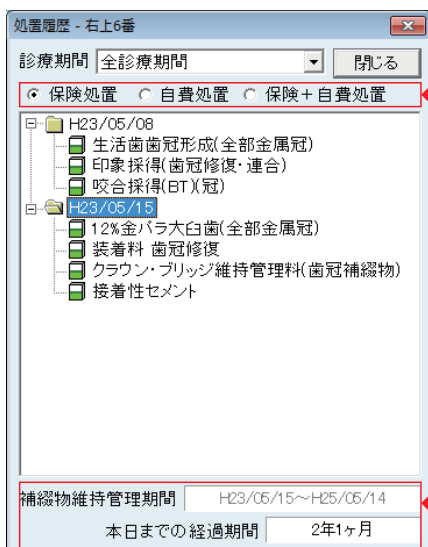 処置履歴 - 右上6番
診療期間 全診療期間 閉じる
保険処置 自費処置 保険+自費処置
H23/05/08
生活歯歯冠形成(全部金属冠)
印象採得(歯冠修復・連合)
咬合採得(BT)(冠)
H23/05/15
12%金パラ大臼歯(全部金属冠)
装着料 歯冠修復
クラウン・ブリッジ維持管理料(歯冠補綴物)
接着性セメント
補綴物維持管理期間 H23/05/15~H25/05/14
本日までの経過期間 2年1ヶ月